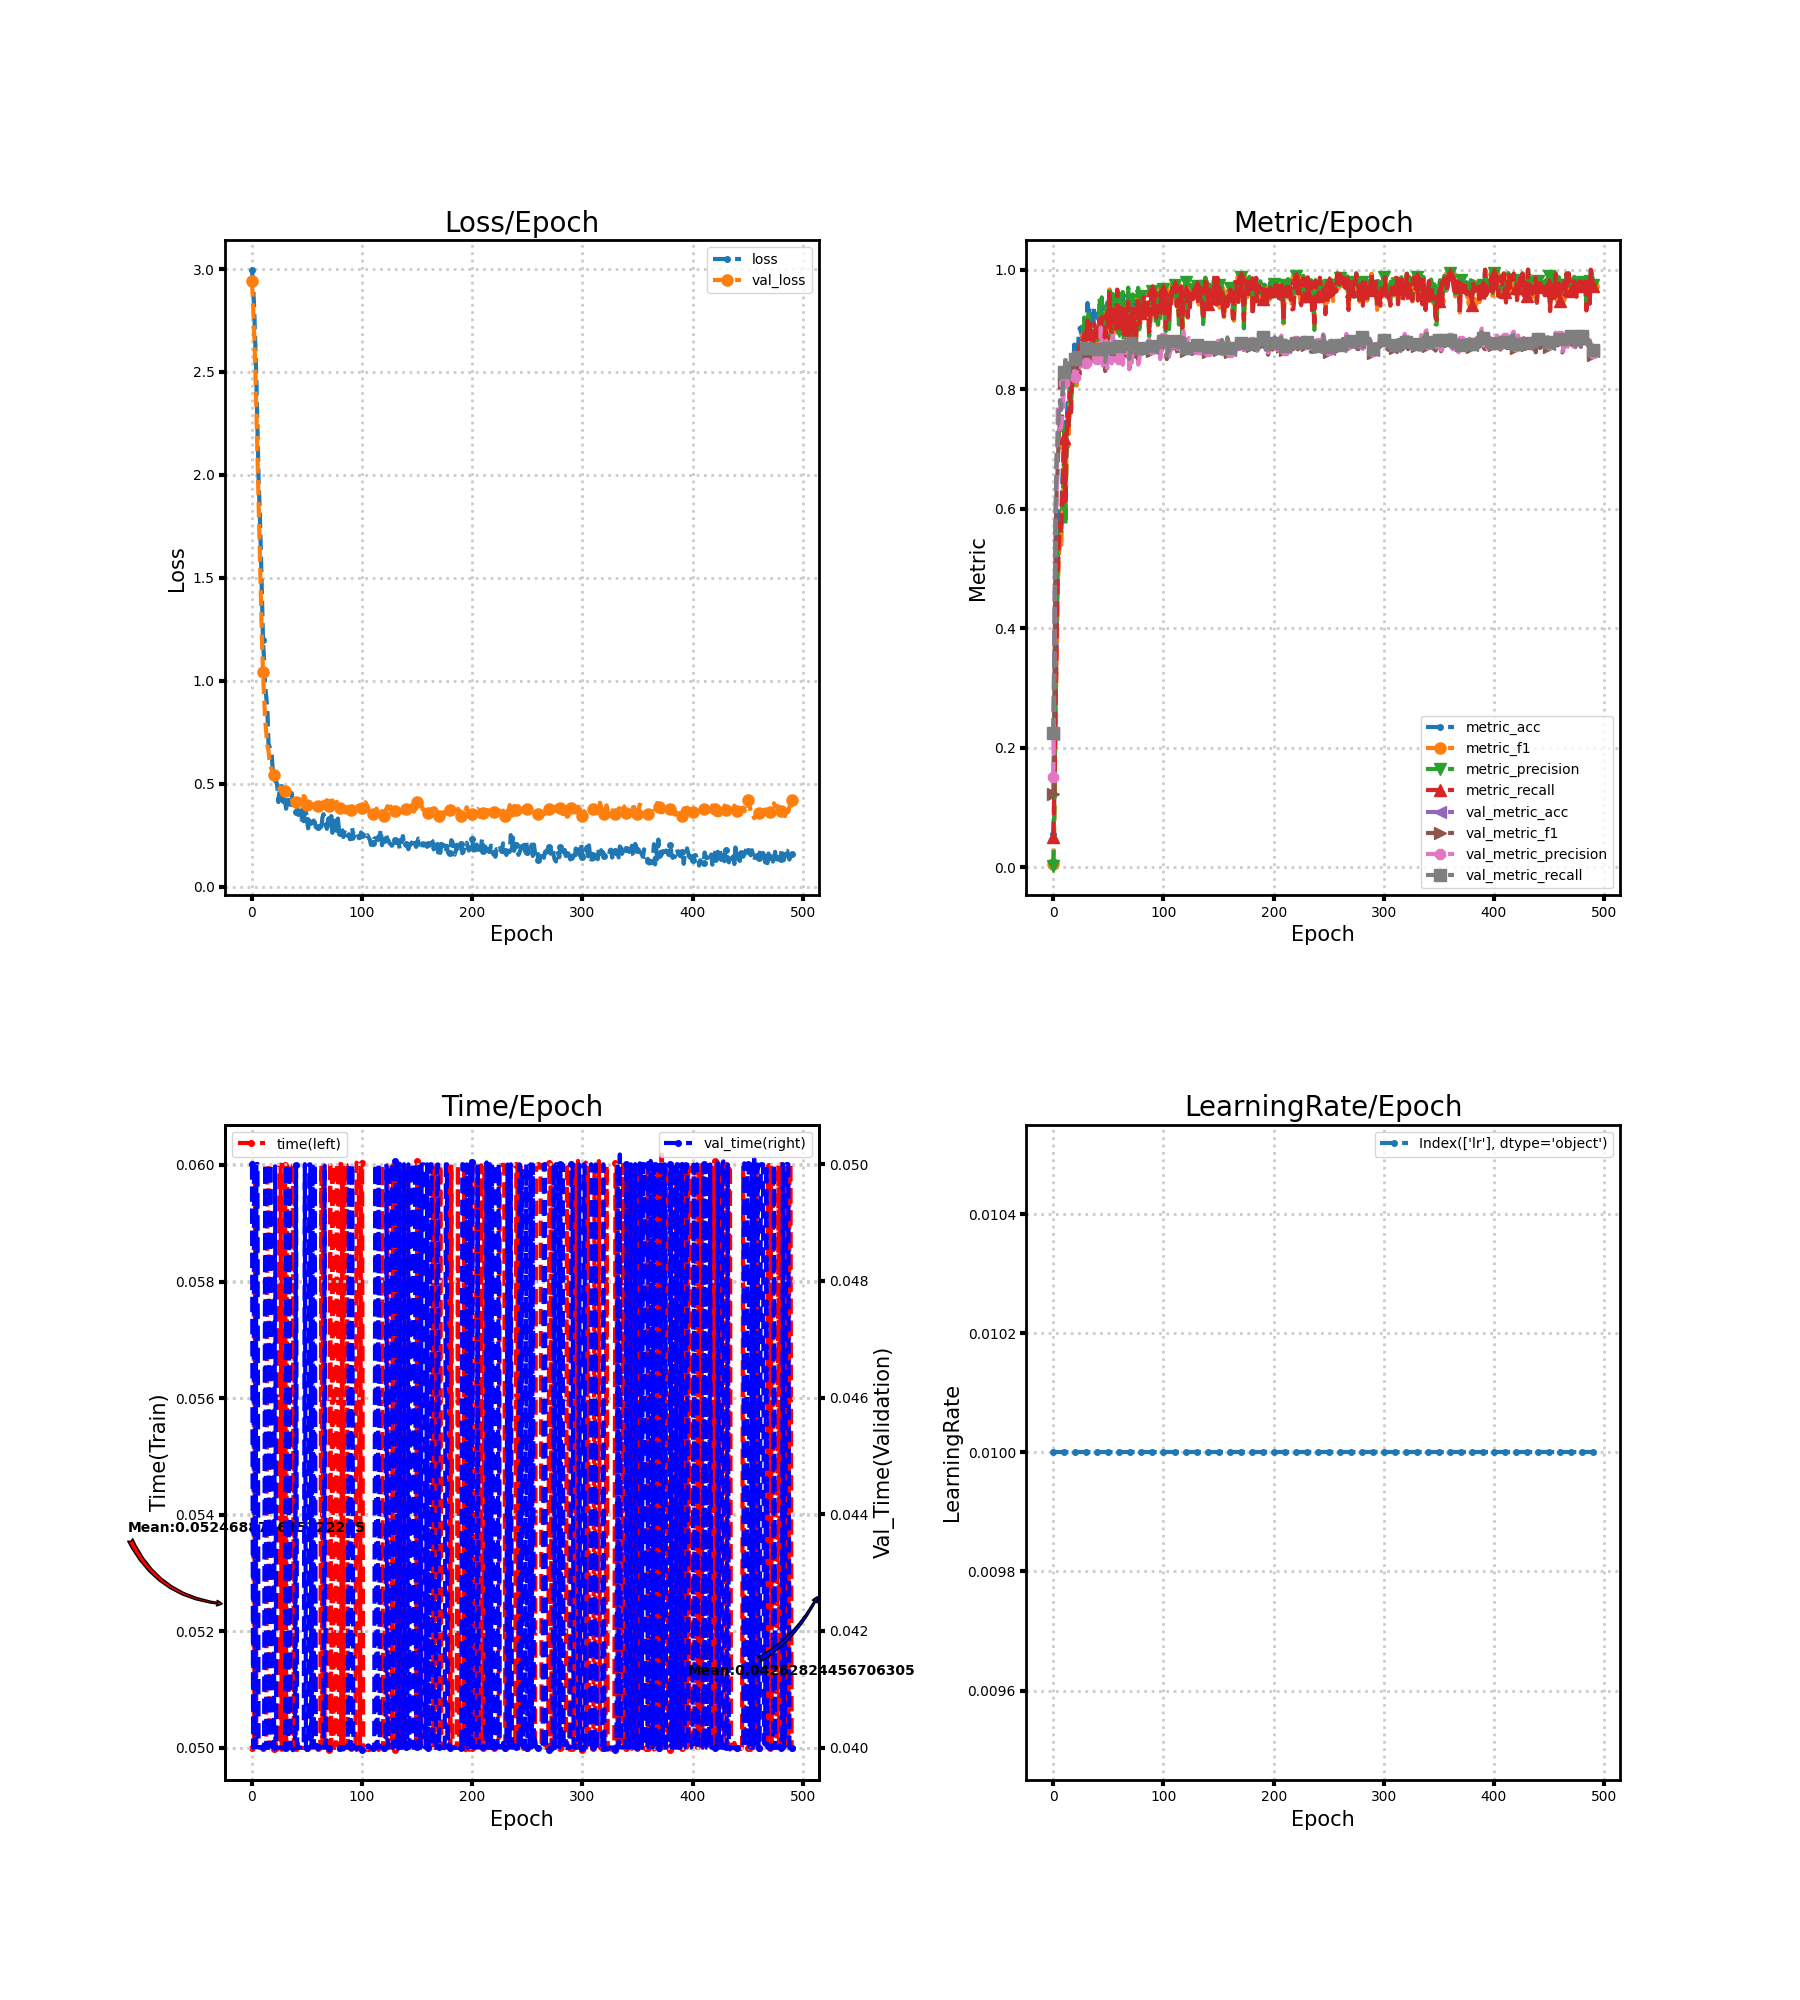 Loss/Epoch
3.0
2.5
2.0
1.5
1.0
0.5
0.0
Loss
loss
val_loss
0 100 200 300 400 500
Epoch
Metric/Epoch
1.0
0.8
0.6
0.4
0.2
0.0
Metric
metric_acc
metric_f1
metric_precision
metric_recall
val_metric_acc
val_metric_f1
val_metric_precision
val_metric_recall
0 100 200 300 400 500
Epoch
Time/Epoch
time(left)
val_time(right)
0.060
0.058
0.056
0.054
0.052
0.050
Time(Train)
0.050
0.048
0.046
0.044
0.042
0.040
Val_Time(Validation)
Mean:0.04262824456706305
0 100 200 300 400 500
Epoch
LearningRate/Epoch
Index(['lr'], dtype='object')
0.0104
0.0102
0.0100
0.0098
0.0096
LearningRate
0 100 200 300 400 500
Epoch